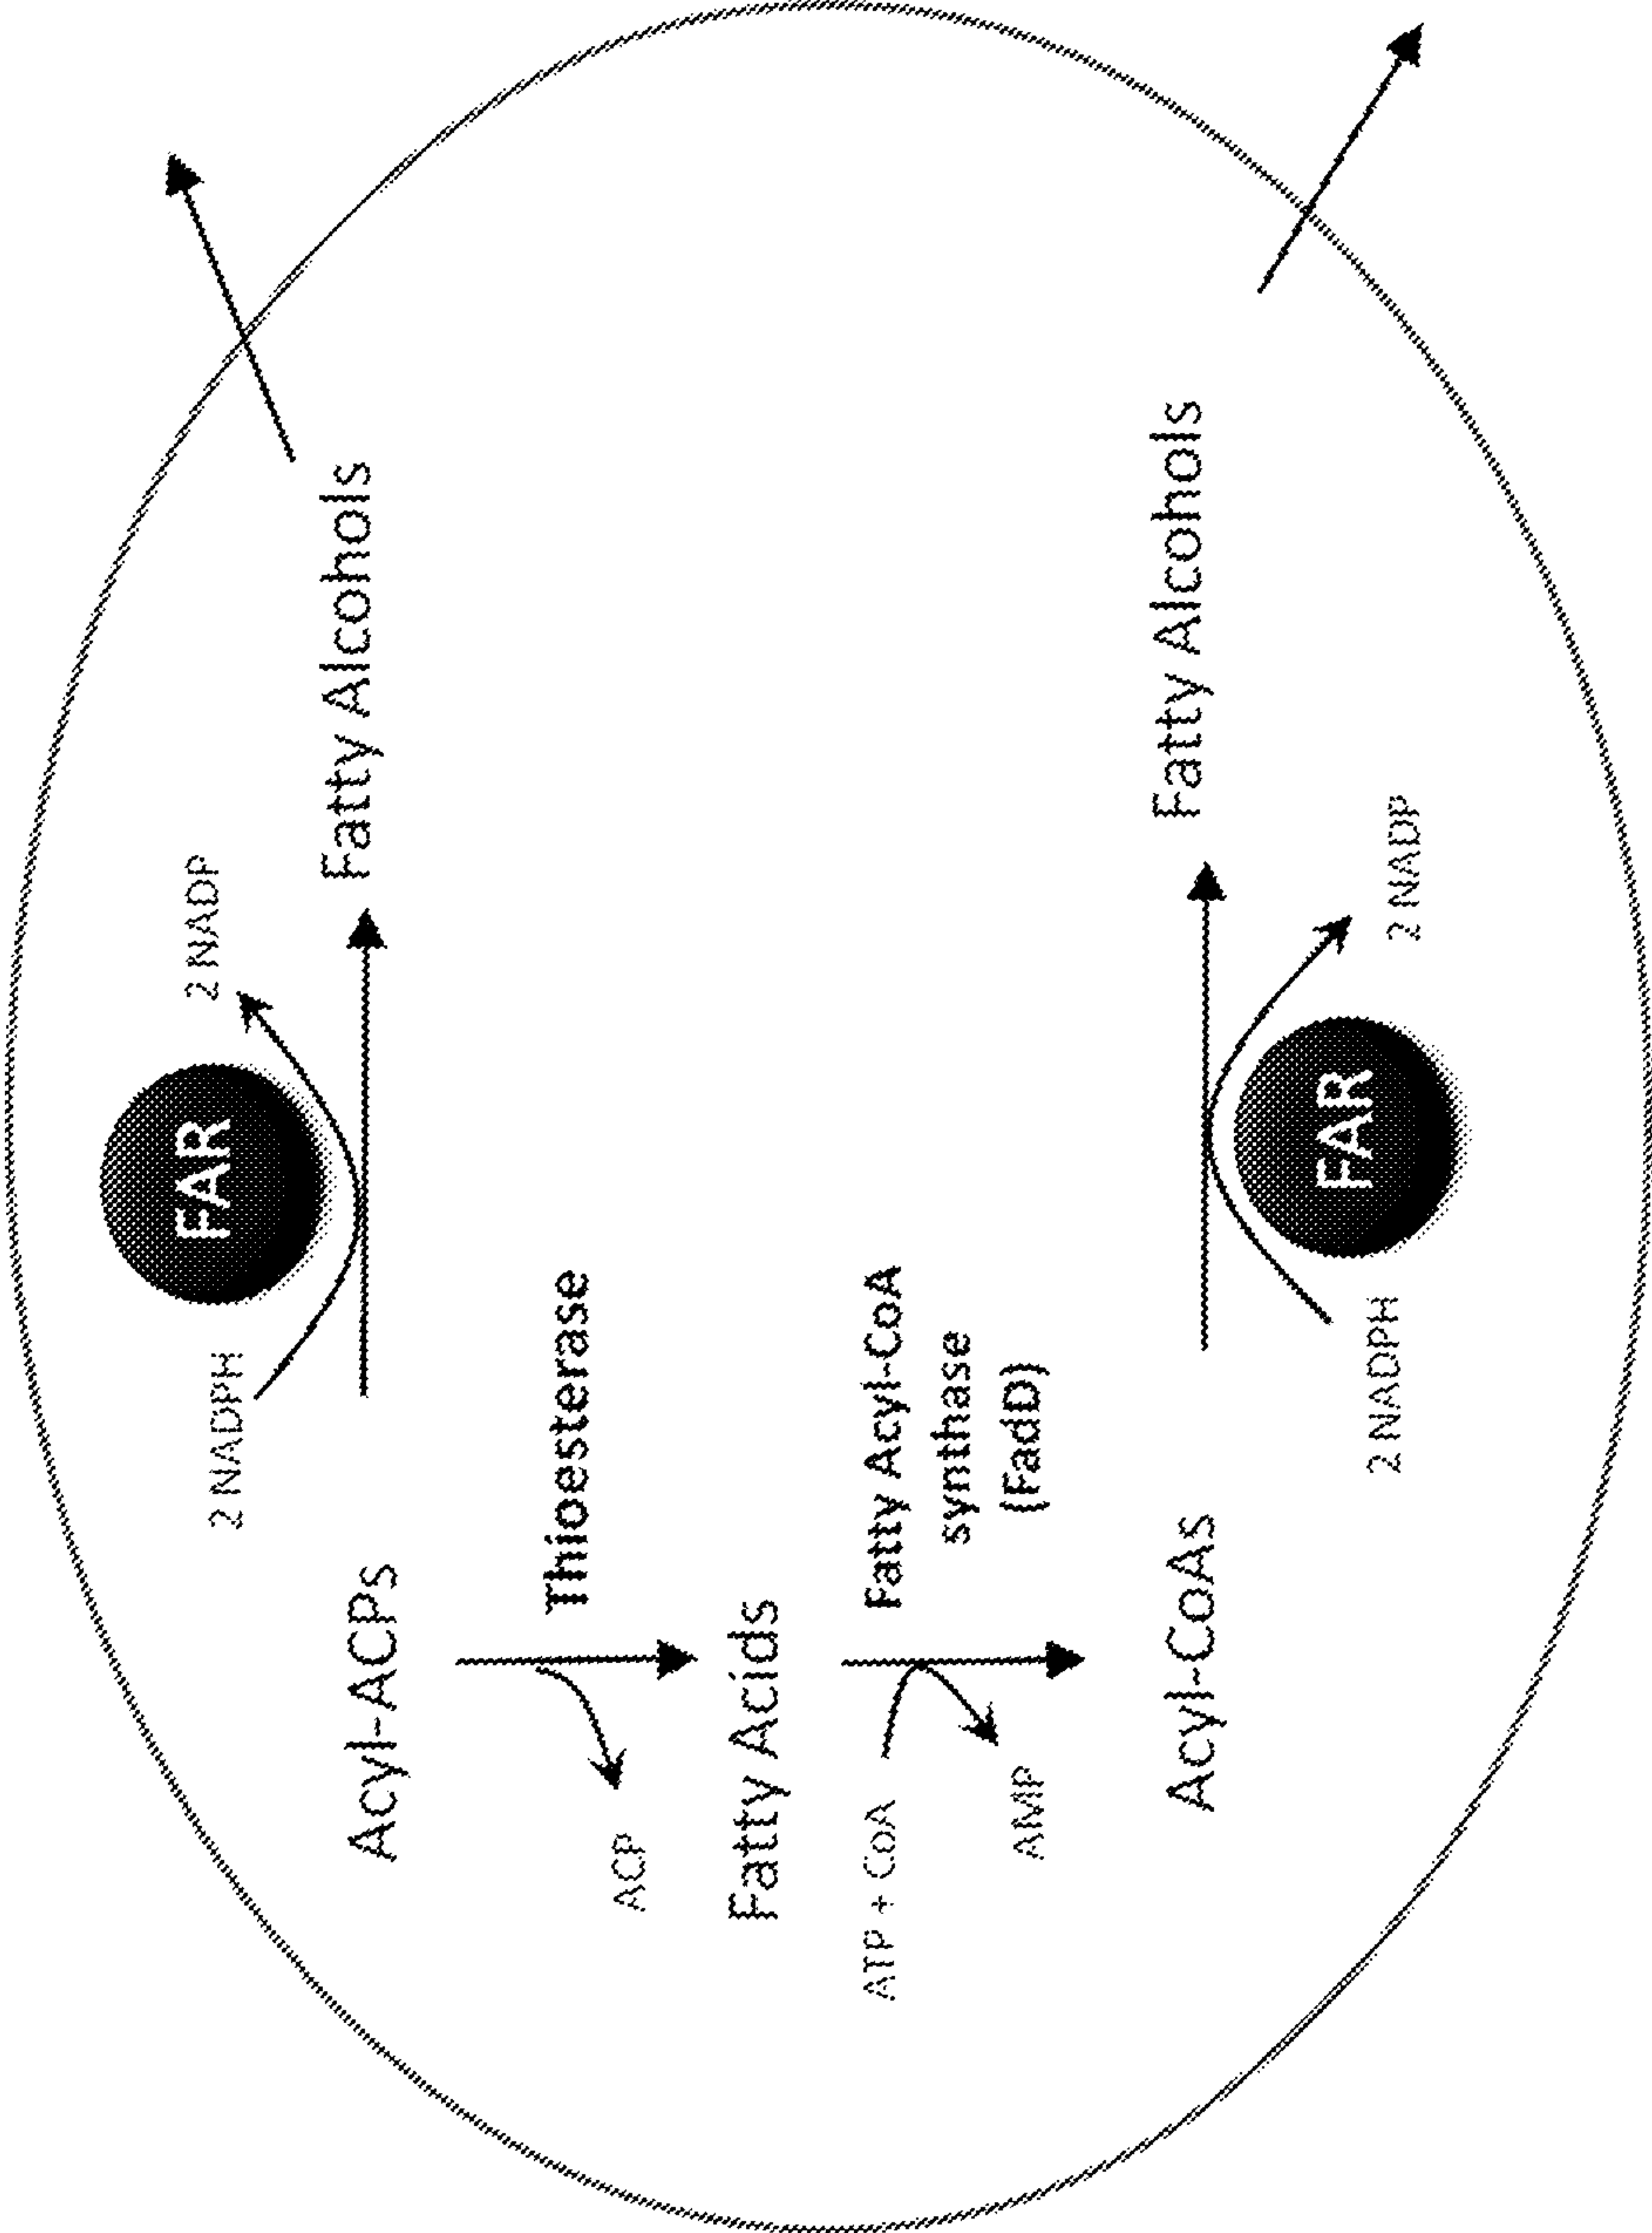 Acyl-ACPs
2 NADPH
FAR
2 NADP
Fatty Alcohols
ACP
Thioesterase
Fatty Acids
ATP + CoA
AMP
Fatty Acyl-CoA
synthase
(FadD)
Acyl-CoAs
2 NADPH
FAR
2 NADP
Fatty Alcohols